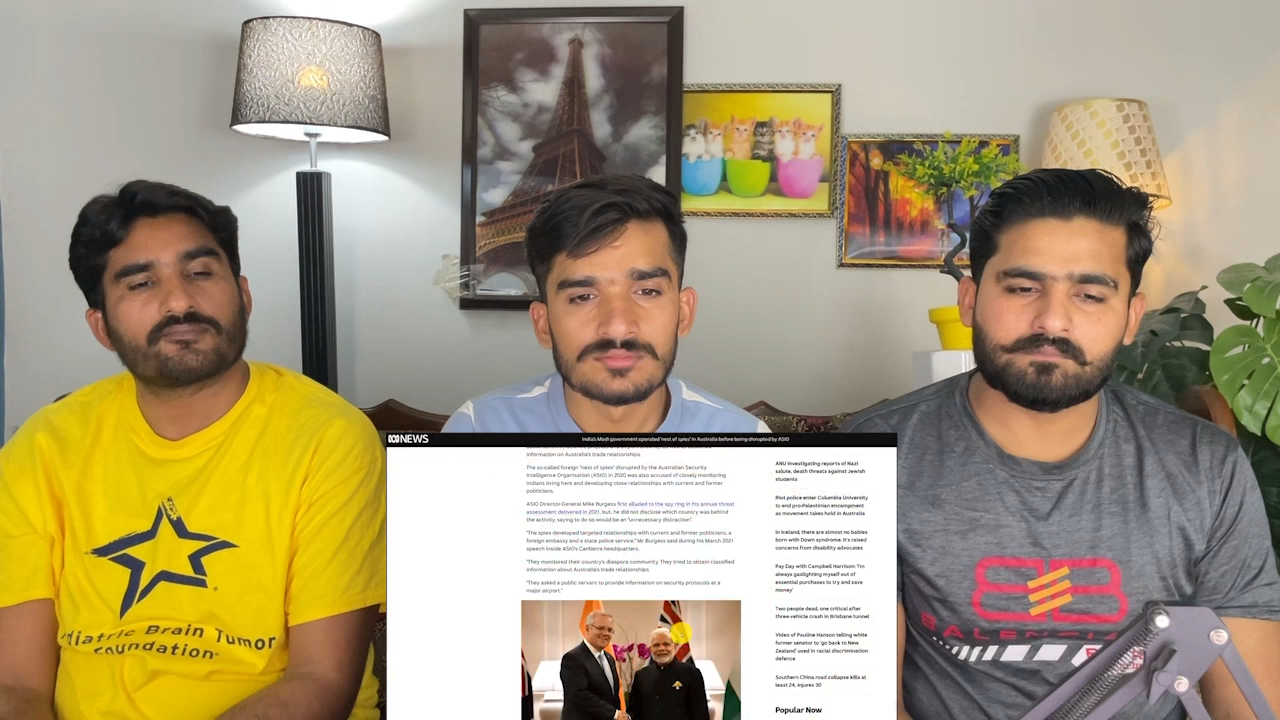 NEWS
India's Modi government operated 'nest of spies' in Australia before being disrupted by ASIO
information on Australia's trade relationships.
The so-called foreign "nest of spies" disrupted by the Australian Security
Intelligence Organisation (ASIO) in 2020 was also accused of closely monitoring
Indians living here and developing close relationships with current and former
politicians.
ASIO Director-General Mike Burgess first alluded to the spy ring in his annual threat
assessment delivered in 2021, but, he did not disclose which country was behind
the activity, saying to do so would be an "unnecessary distraction".
"The spies developed targeted relationships with current and former politicians, a
foreign embassy and a state police service," Mr Burgess said during his March 2021
speech inside ASIO's Canberra headquarters.
"They monitored their country's diaspora community. They tried to obtain classified
information about Australia's trade relationships.
"They asked a public servant to provide information on security protocols at a
major airport."
ANU investigating reports of Nazi
salute, death threats against Jewish
students
Riot police enter Columbia University
to end pro-Palestinian encampment
as movement takes hold in Australia
In Iceland, there are almost no babies
born with Down syndrome. It's raised
concerns from disability advocates
Pay Day with Campbell Harrison: 'I'm
always gaslighting myself out of
essential purchases to try and save
money'
Two people dead, one critical after
three-vehicle crash in Brisbane tunnel
Video of Pauline Hanson telling white
former senator to 'go back to New
Zealand' used in racial discrimination
defence
Southern China road collapse kills at
least 24, injures 30
Popular Now
diatric Brain Tumor
Foundation